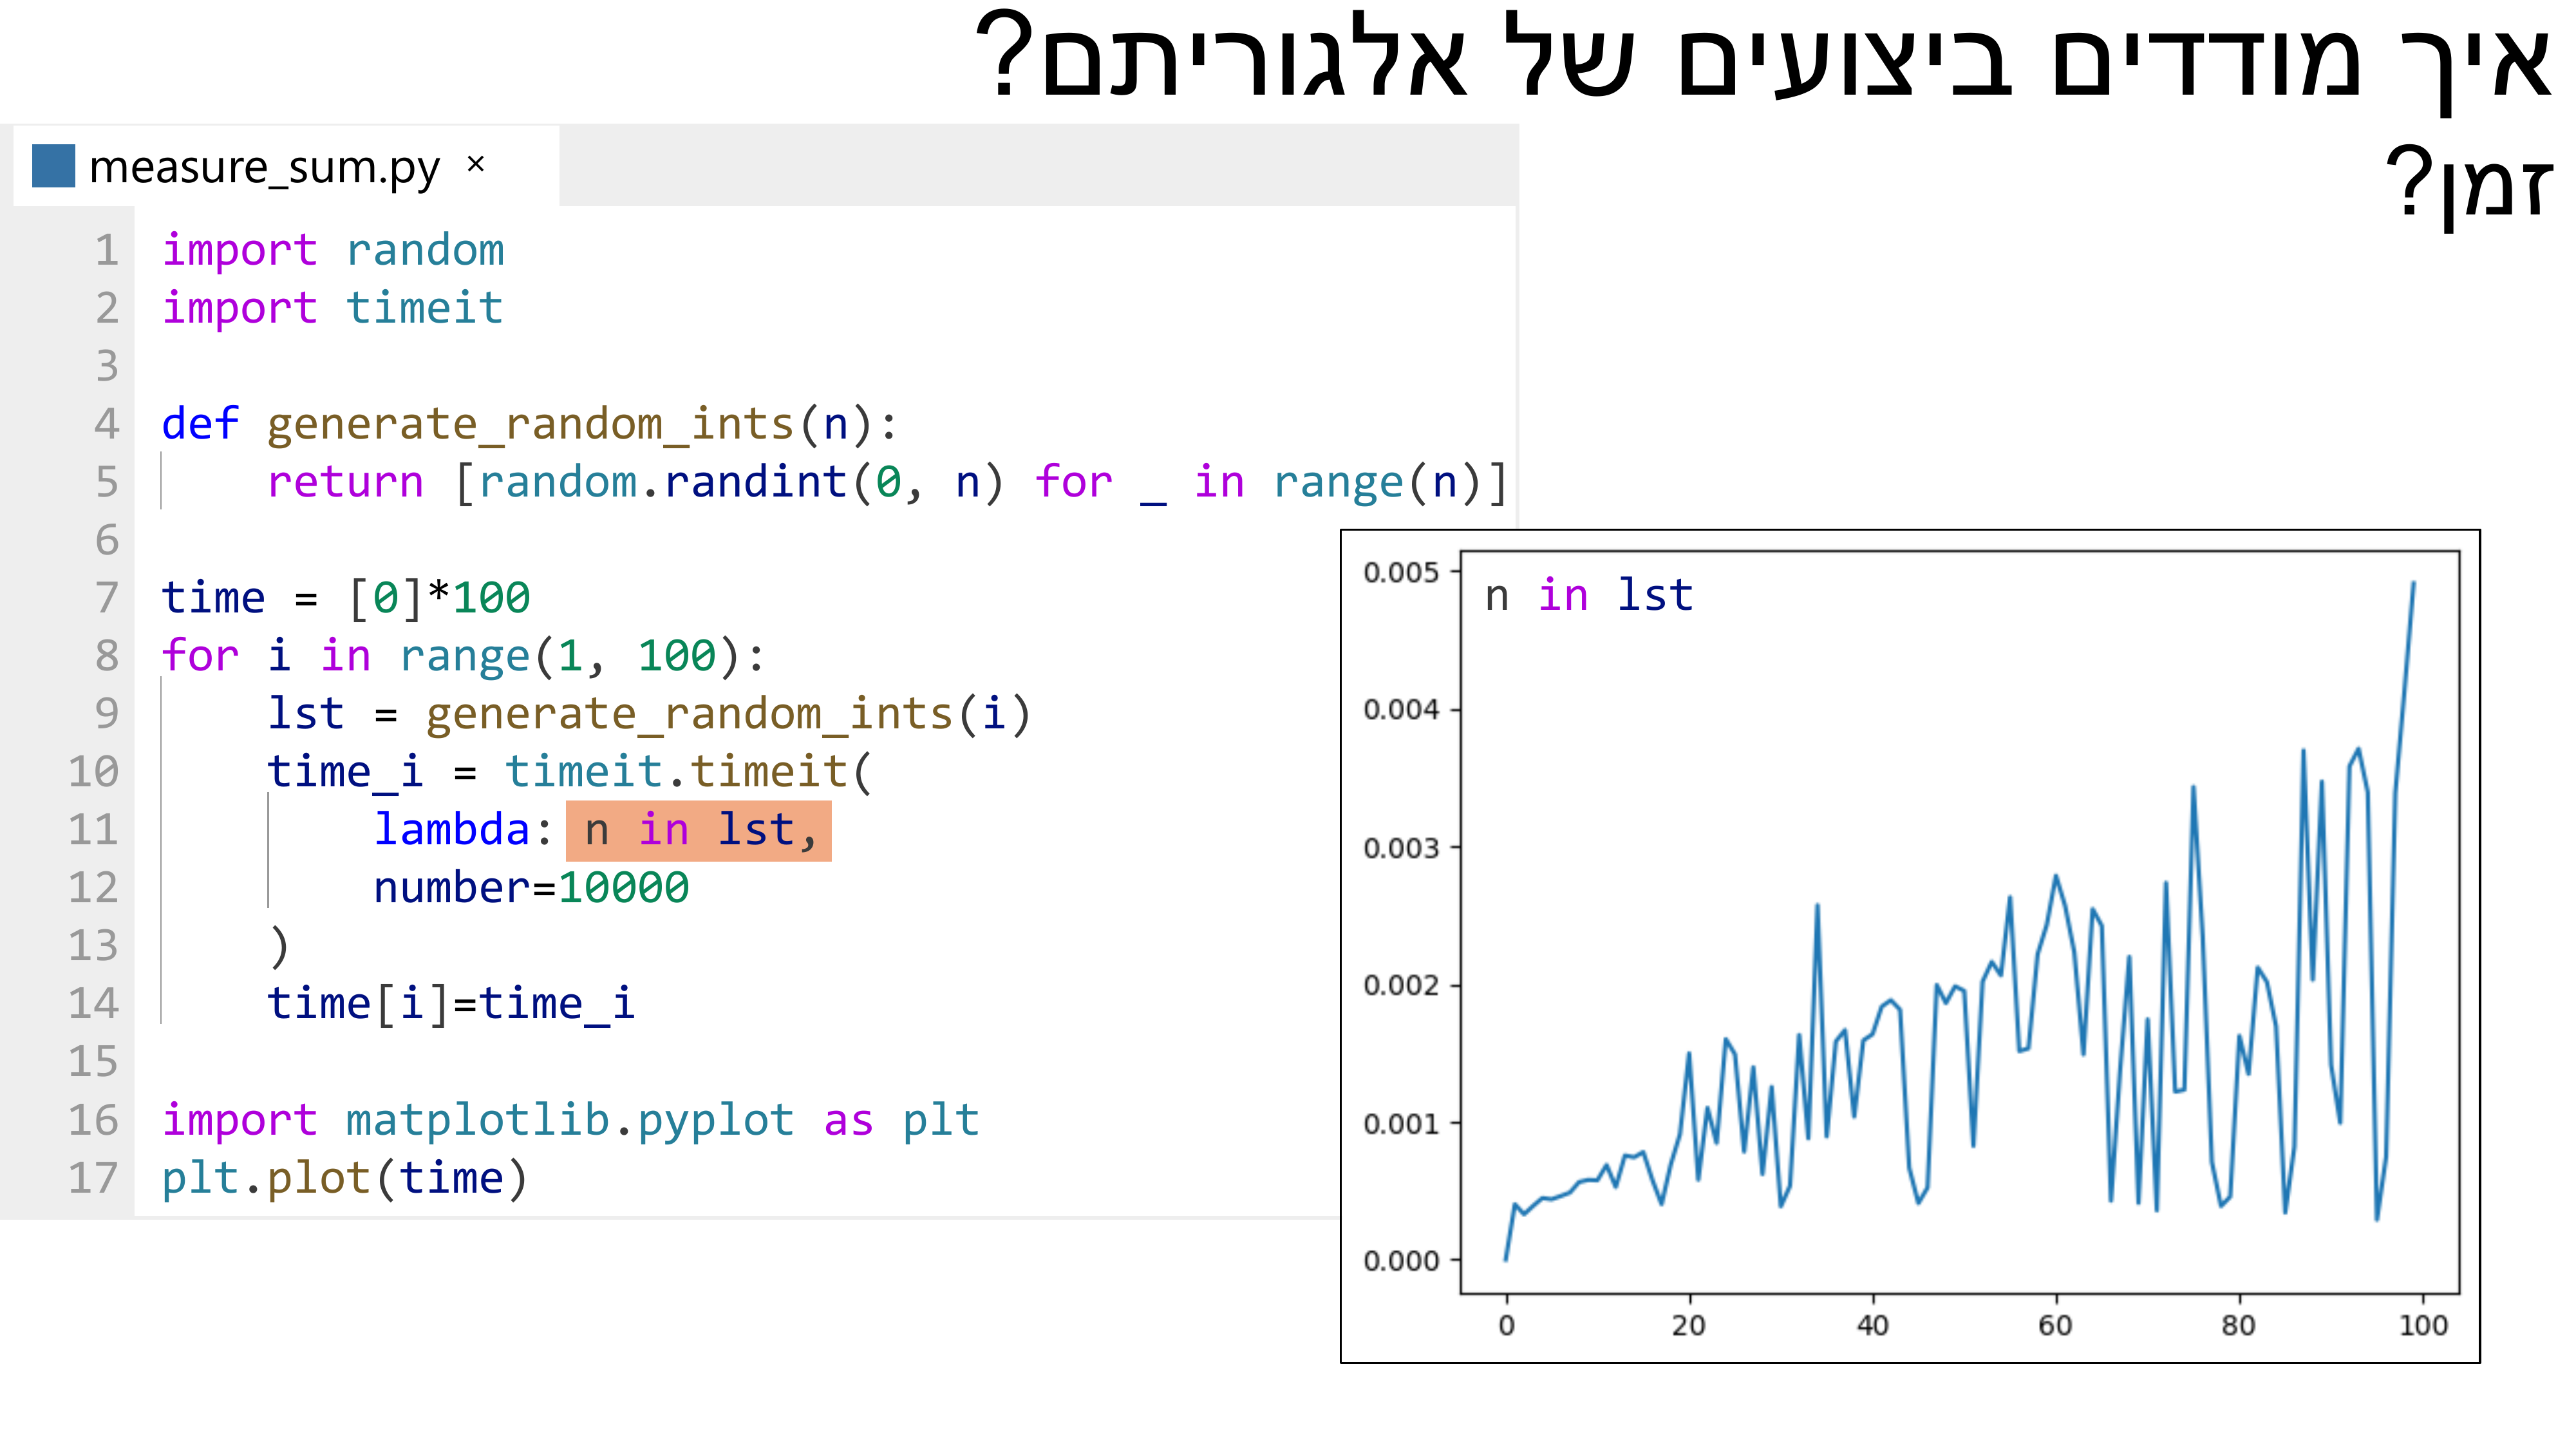 איך מודדים ביצועים של אלגוריתם?
זמן?
measure_sum.py ×
1 import random
2 import timeit
3
4 def generate_random_ints(n):
5     return [random.randint(0, n) for _ in range(n)]
6
7 time = [0]*100
8 for i in range(1, 100):
9     lst = generate_random_ints(i)
10     time_i = timeit.timeit(
11         lambda: n in lst,
12         number=10000
13     )
14     time[i]=time_i
15
16 import matplotlib.pyplot as plt
17 plt.plot(time)
n in lst
0.005
0.004
0.003
0.002
0.001
0.000
0 20 40 60 80 100